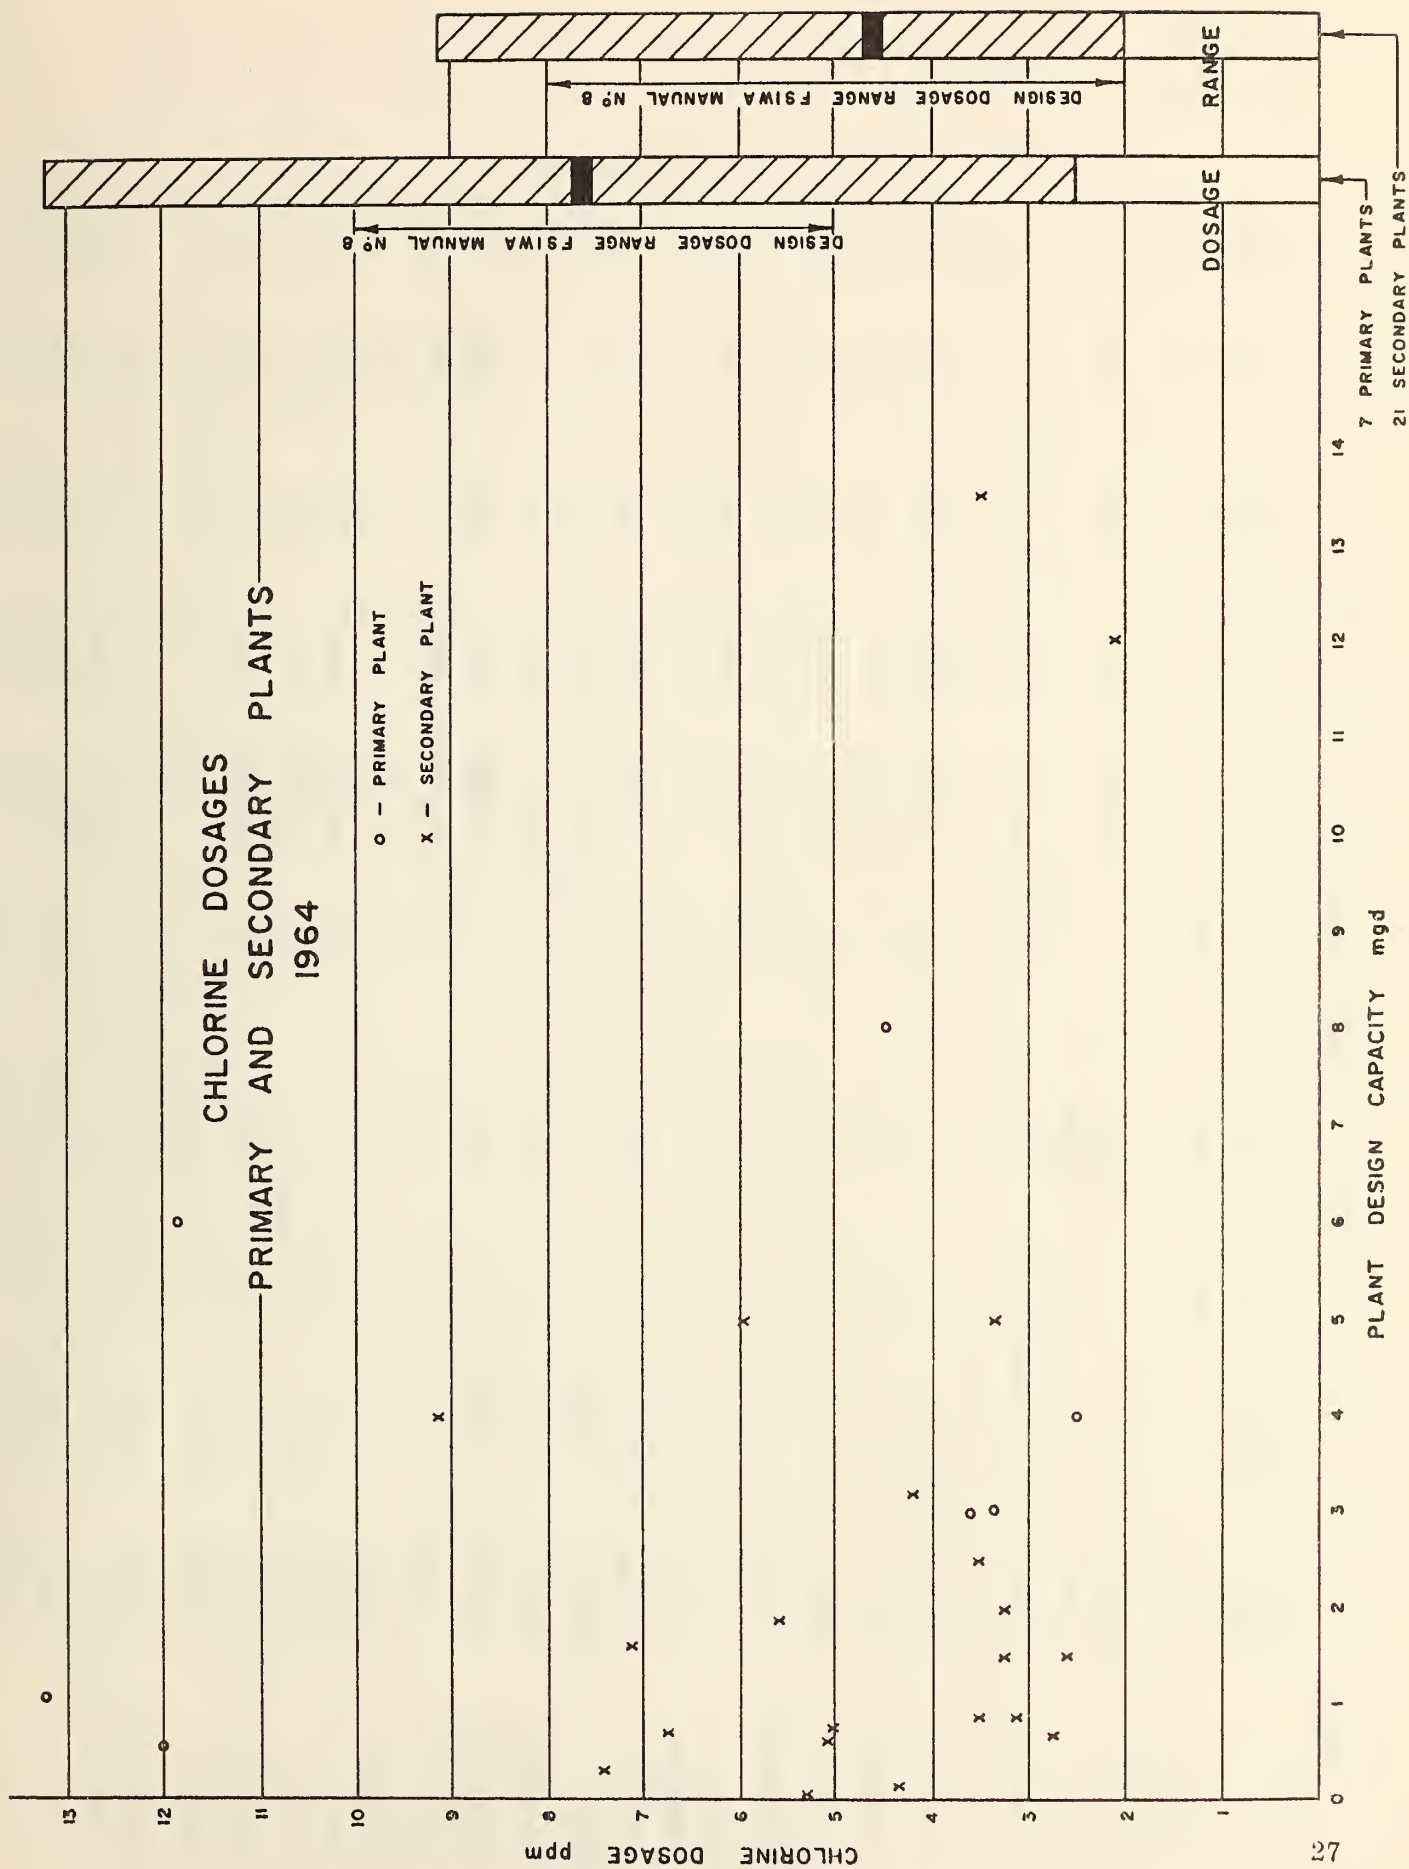 CHLORINE DOSAGES
PRIMARY AND SECONDARY PLANTS
1964
o - PRIMARY PLANT
x - SECONDARY PLANT
CHLORINE DOSAGE ppm
13
12
11
10
9
8
7
6
5
4
3
2
1
0 1 2 3 4 5 6 7 8 9 10 11 12 13 14
PLANT DESIGN CAPACITY mgd
DESIGN DOSAGE RANGE FSIWA MANUAL Nº 8
DESIGN DOSAGE RANGE FSIWA MANUAL Nº 8
DOSAGE RANGE
7 PRIMARY PLANTS
21 SECONDARY PLANTS
27